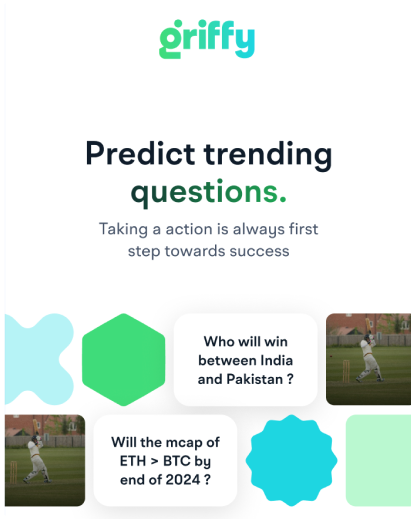 griffy
Predict trending
questions.
Taking a action is always first
step towards success
Who will win
between India
and Pakistan ?
Will the mcap of
ETH > BTC by
end of 2024 ?